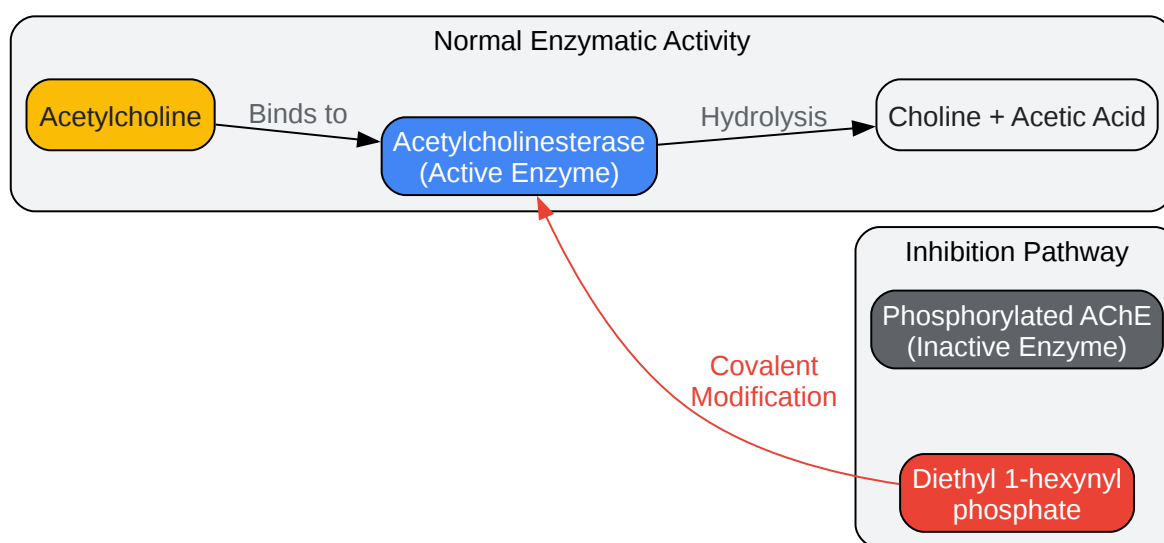 Normal Enzymatic Activity
Acetylcholine
Binds to
Acetylcholinesterase
(Active Enzyme)
Hydrolysis
Choline + Acetic Acid
Inhibition Pathway
Phosphorylated AChE
(Inactive Enzyme)
Covalent
Modification
Diethyl 1-hexynyl
phosphate